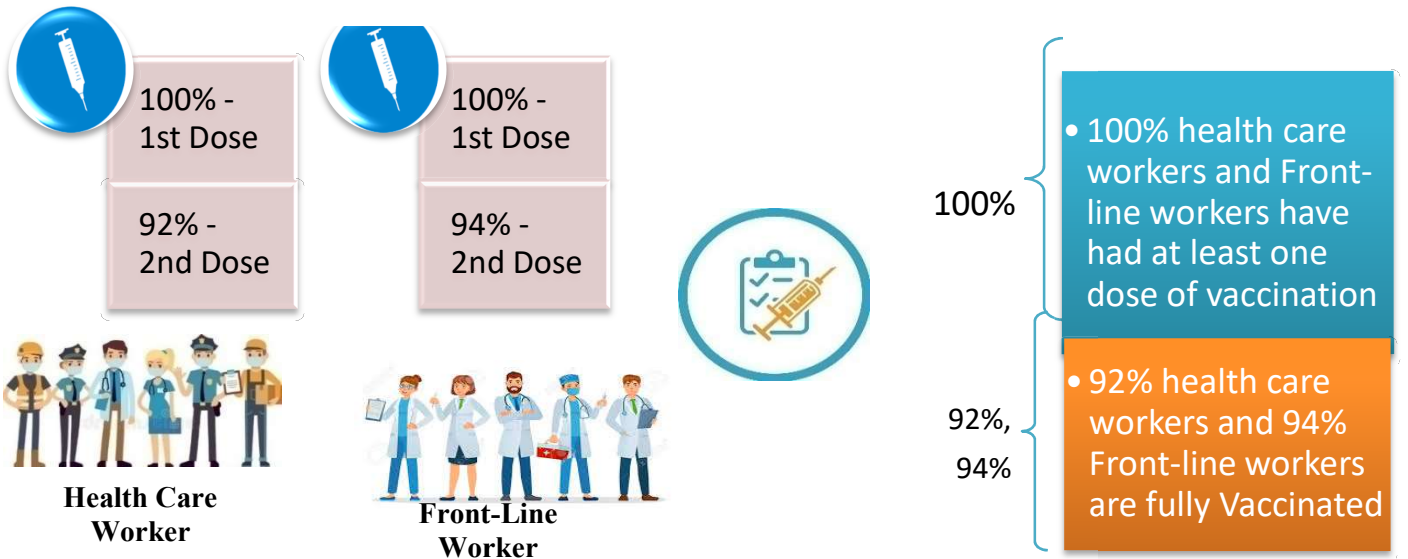 100% -
1st Dose
92% -
2nd Dose
Health Care
Worker
100% -
1st Dose
94% -
2nd Dose
Front-Line
Worker
100%
• 100% health care
workers and Front-
line workers have
had at least one
dose of vaccination
92%,
94%
• 92% health care
workers and 94%
Front-line workers
are fully Vaccinated